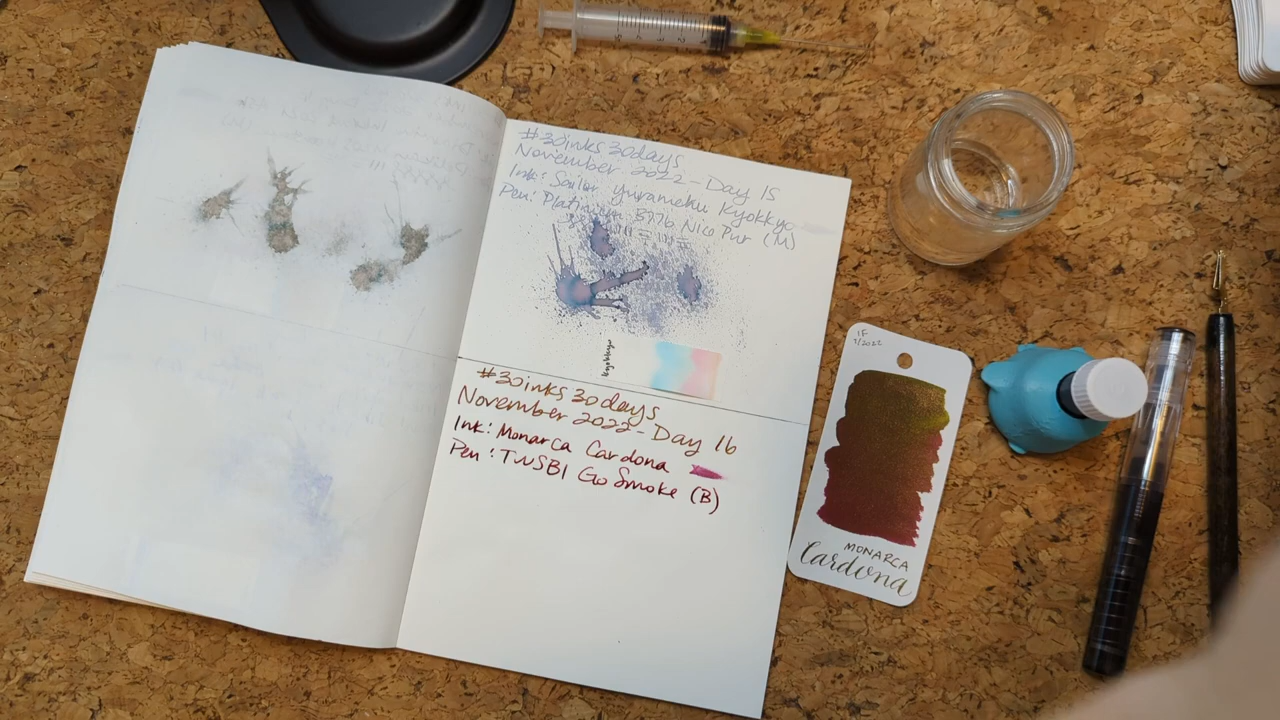 #30inks30days
November 2022 - Day 15
Ink: Sailor Yurameku Kyokkyo
Pen: Platinum 3776 Nice Pur (M)
#30inks30days
November 2022 - Day 16
Ink: Monarca Cardona
Pen: TWSBI Go Smoke (B)
IF
MONARCA
Cardona